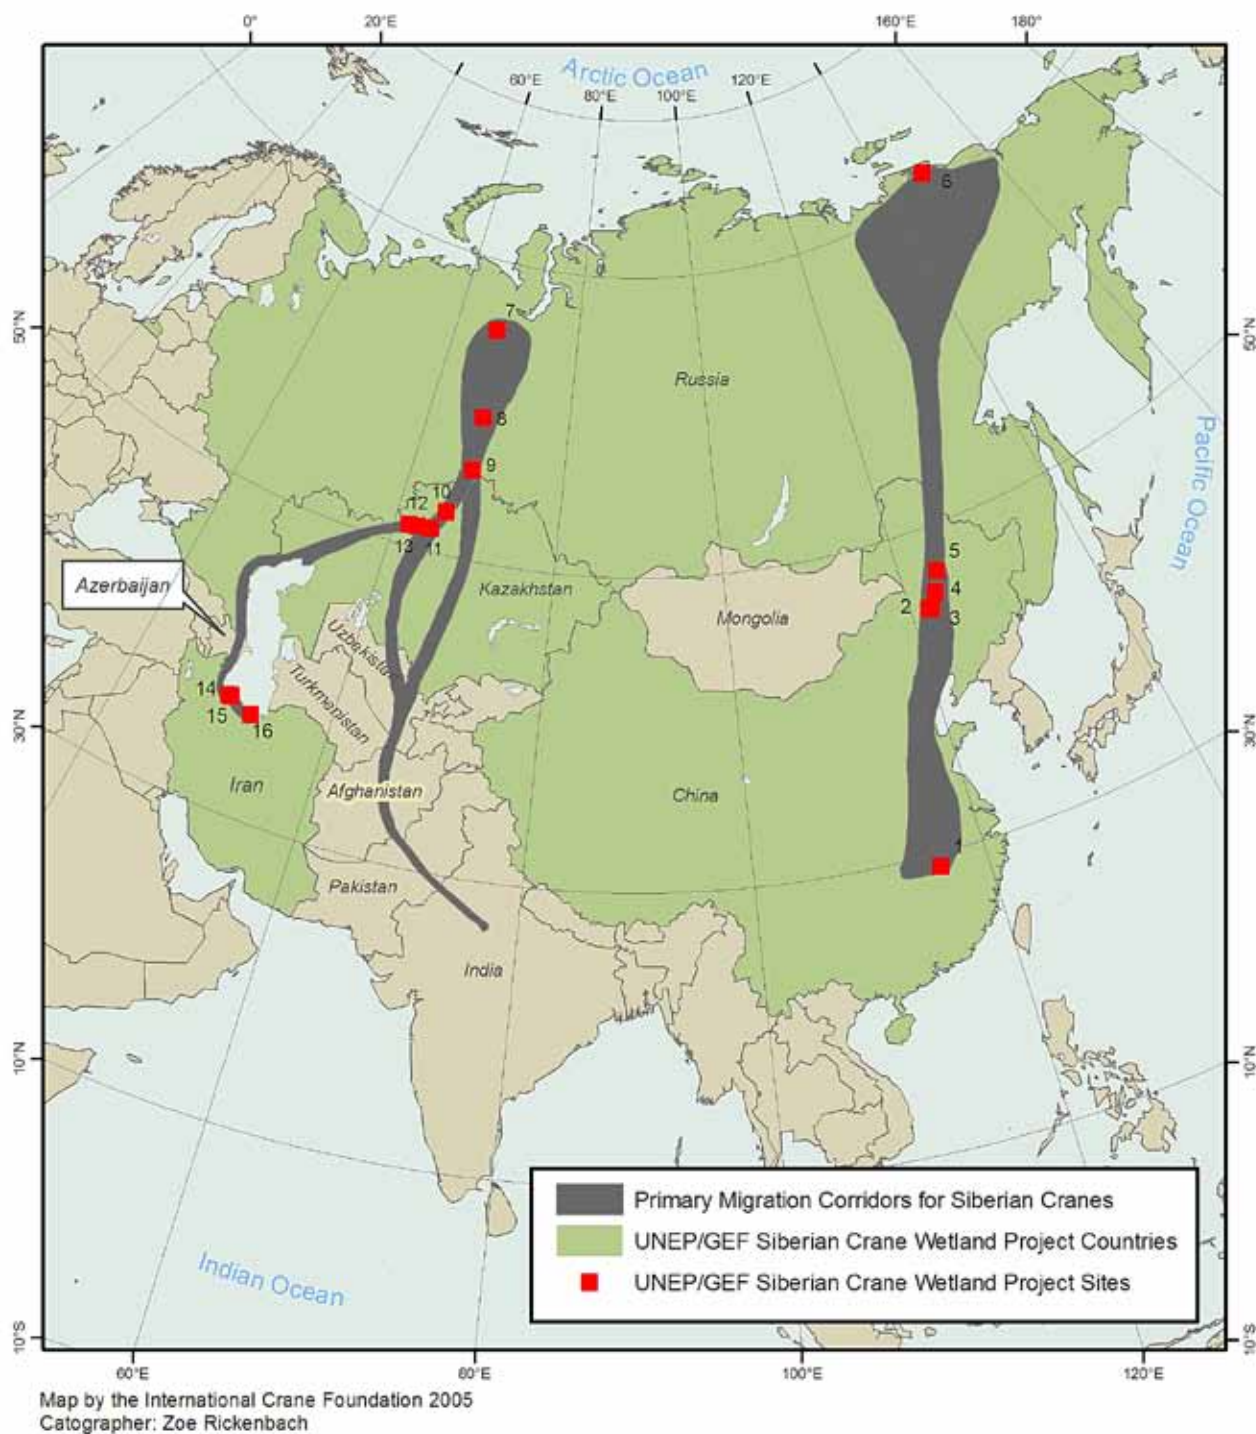 0°
20°E
160°E
180°
Arctic Ocean
60°E
80°E
100°E
120°E
6
50°N
50°N
7
Russia
8
Pacific Ocean
9
10
12
13
11
5
4
2
3
Azerbaijan
Kazakhstan
Mongolia
Uzbekistan
Turkmenistan
14
15
16
30°N
30°N
Iran
Afghanistan
China
1
Pakistan
India
10°N
10°N
Primary Migration Corridors for Siberian Cranes
UNEP/GEF Siberian Crane Wetland Project Countries
UNEP/GEF Siberian Crane Wetland Project Sites
Indian Ocean
10°S
10°S
60°E
80°E
100°E
120°E
Map by the International Crane Foundation 2005
Catographer: Zoe Rickenbach